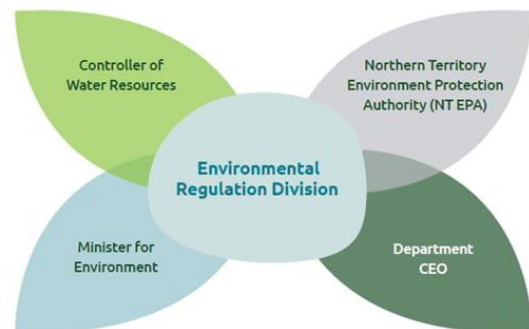 Controller of
Water Resources
Northern Territory
Environment Protection
Authority (NT EPA)
Environmental
Regulation Division
Minister for
Environment
Department
CEO